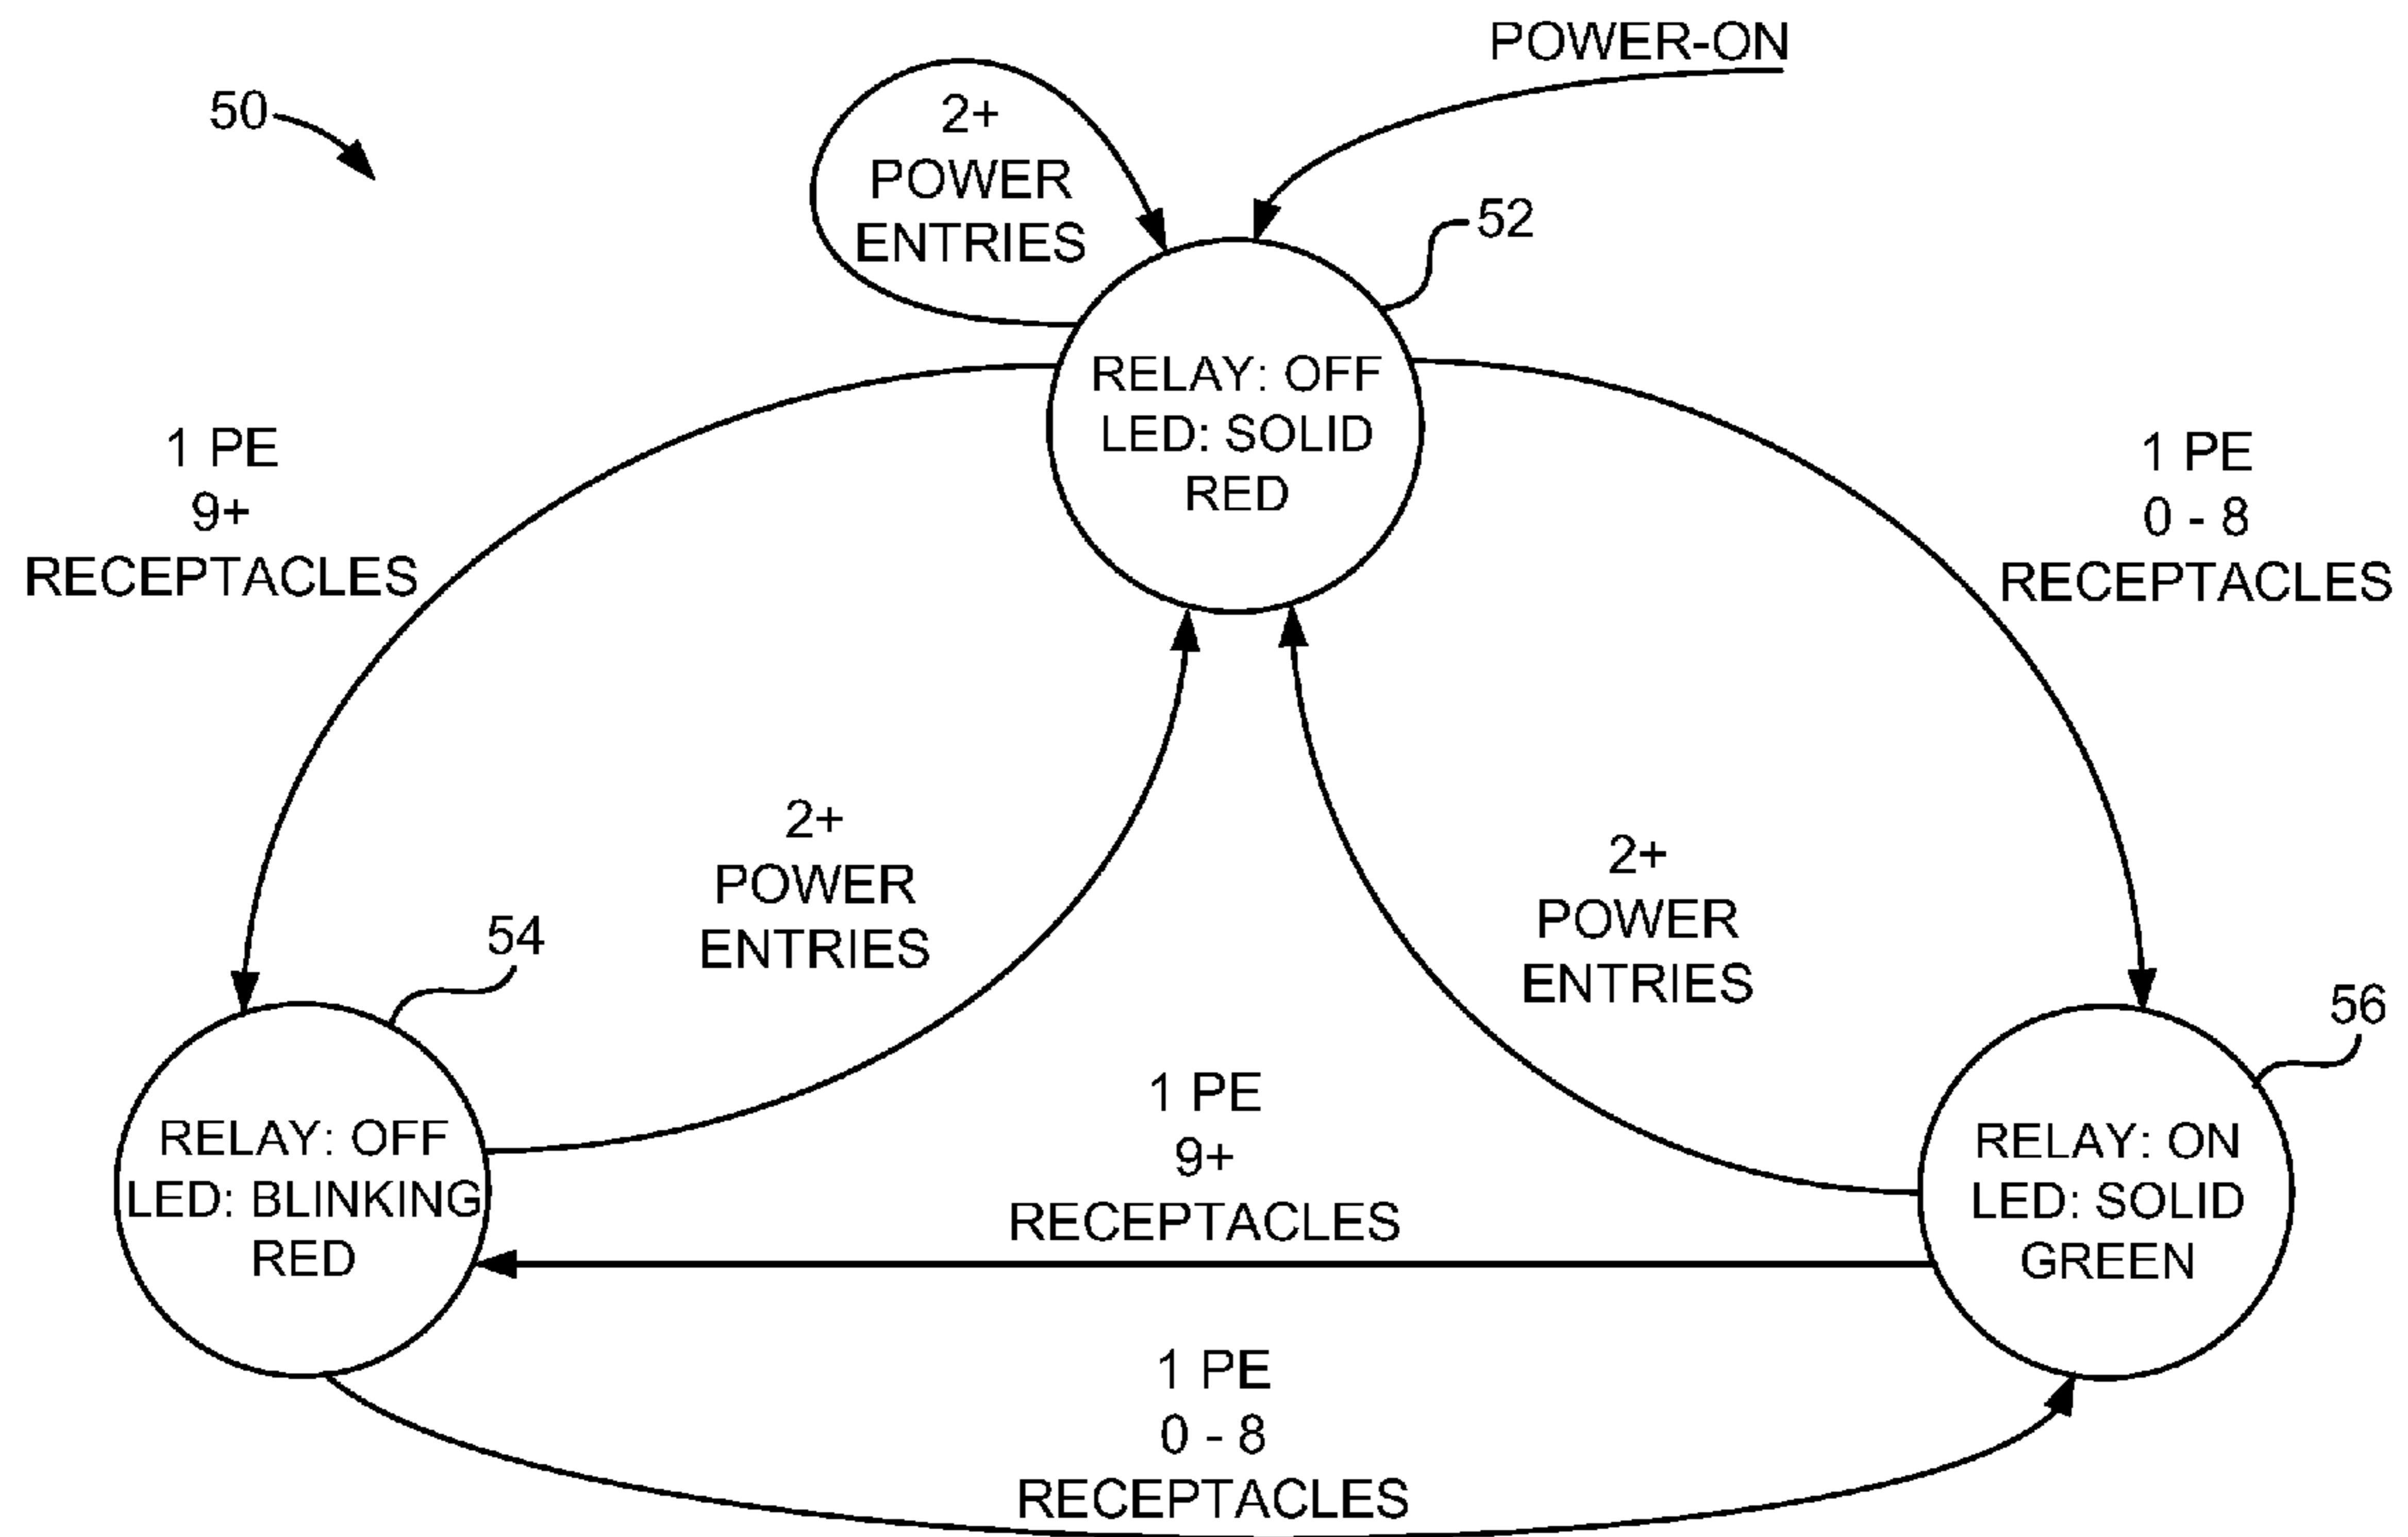 POWER-ON
50
2+
POWER
ENTRIES
52
RELAY: OFF
LED: SOLID
RED
1 PE
9+
RECEPTACLES
1 PE
0 - 8
RECEPTACLES
2+
POWER
ENTRIES
2+
POWER
ENTRIES
54
56
RELAY: OFF
LED: BLINKING
RED
1 PE
9+
RECEPTACLES
RELAY: ON
LED: SOLID
GREEN
1 PE
0 - 8
RECEPTACLES